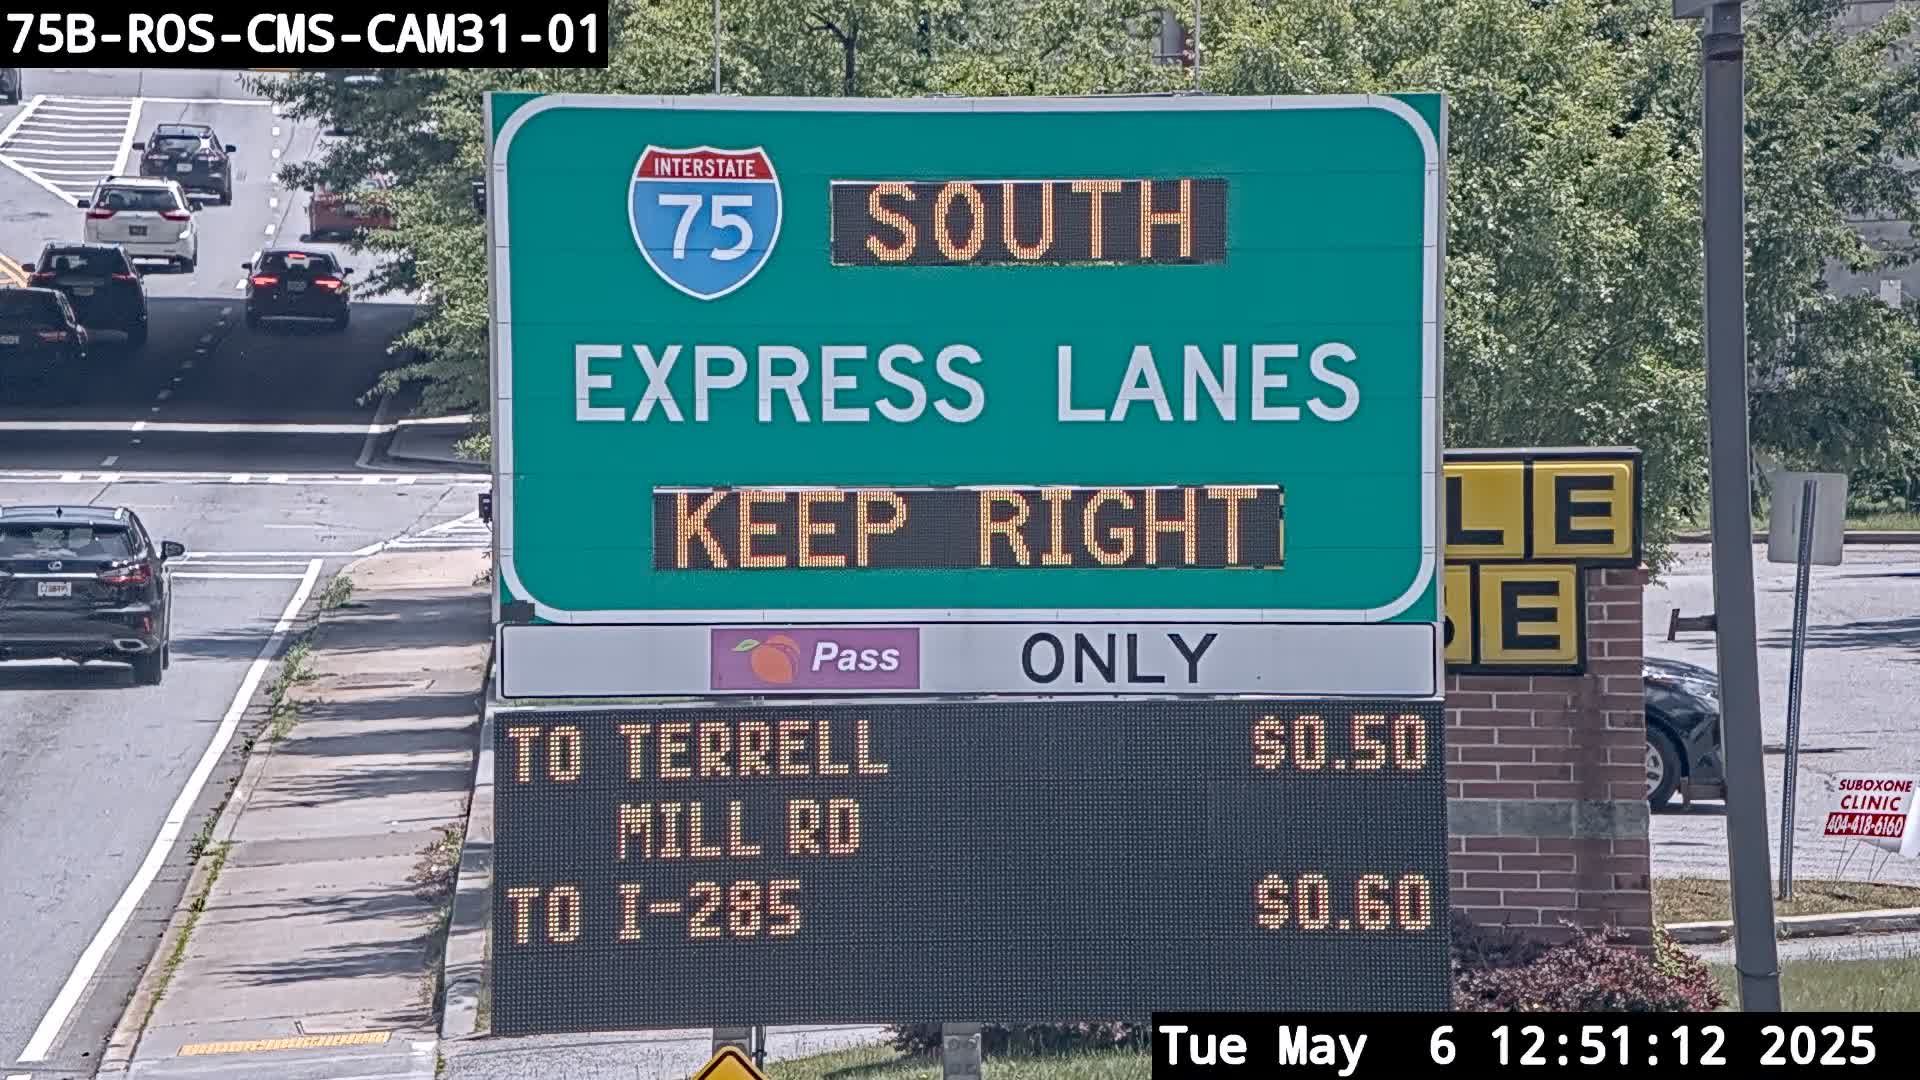 75B-ROS-CMS-CAM31-01
INTERSTATE
75
SOUTH
EXPRESS LANES
KEEP RIGHT
Pass ONLY
TO TERRELL $0.50
MILL RD
TO I-285 $0.60
LE
E
SUBOXONE
CLINIC
404-418-6160
Tue May 6 12:51:12 2025